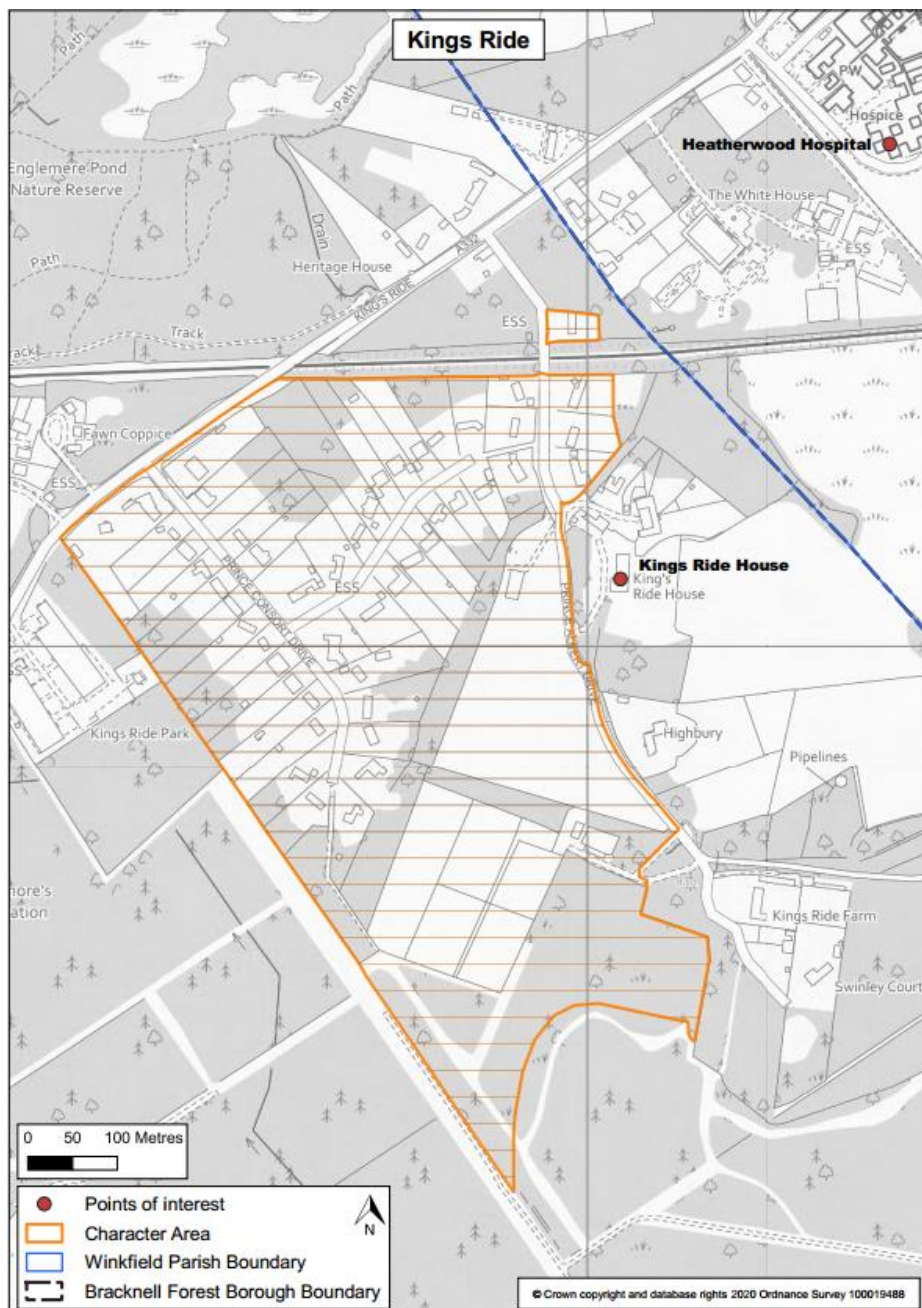 Kings Ride
Path
Path
PW
Hospice
Heatherwood Hospital
Englemere Pond
Nature Reserve
The White House
Drain
A332
ESS
Path
Heritage House
KING'S RIDE
ESS
Track
Track
Fawn Coppice
ESS
Kings Ride House
King's
Ride House
PRINCE CONSORT DRIVE
ESS
PRINCE ALBERT DRIVE
Kings Ride Park
Highbury
Pipelines
Kings Ride Farm
Swinley Court
0 50 100 Metres
Points of interest
Character Area
Winkfield Parish Boundary
Bracknell Forest Borough Boundary
N
© Crown copyright and database rights 2020 Ordnance Survey 100019488